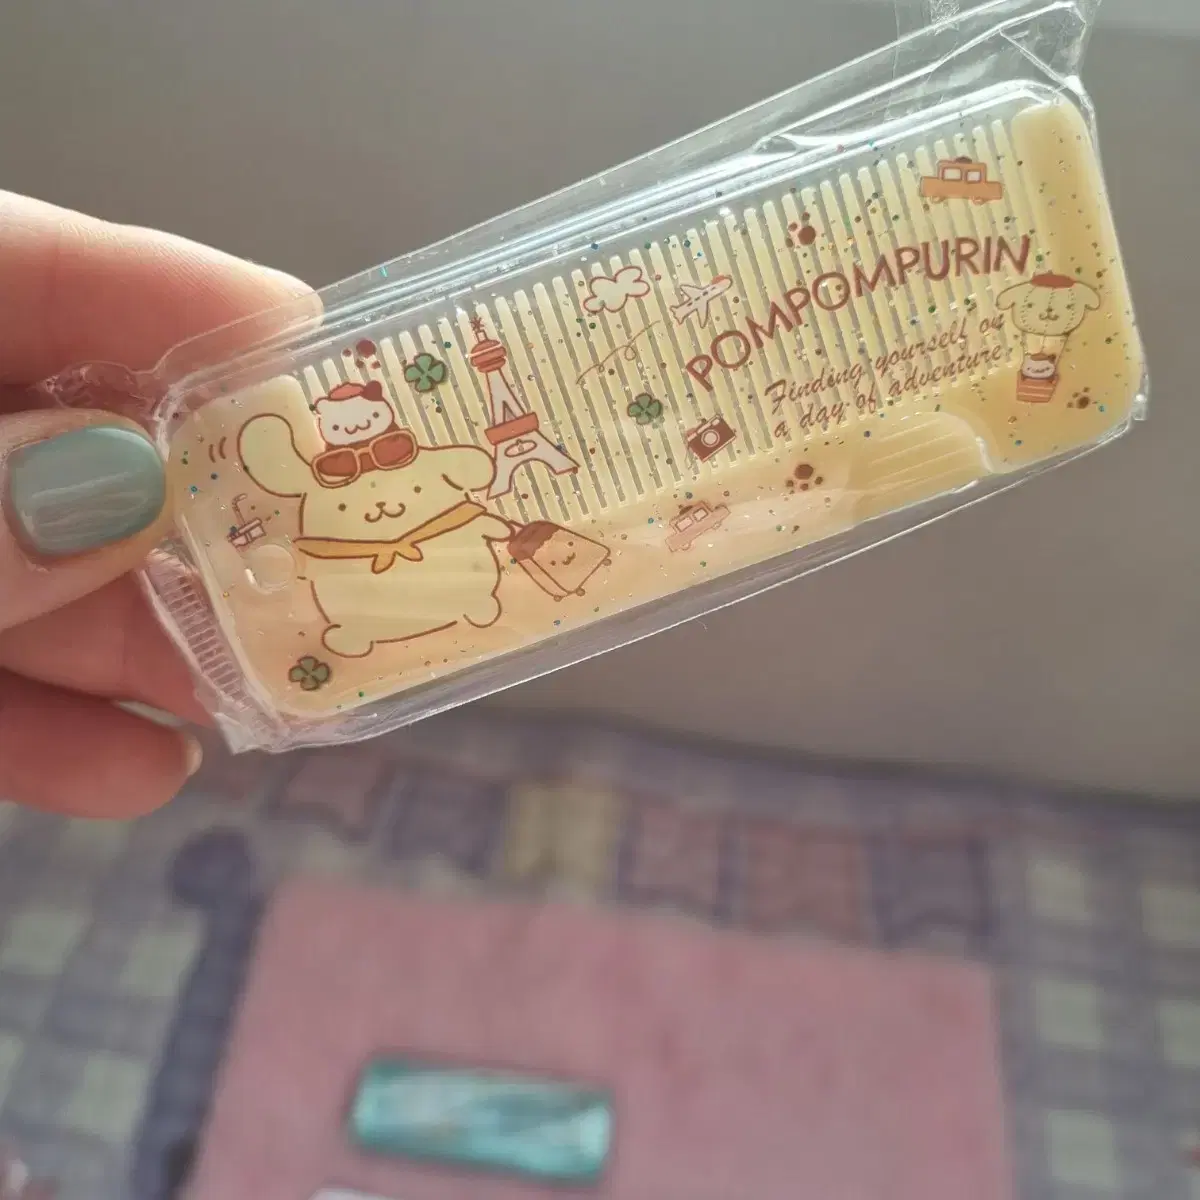 POMPOMPURIN
Finding yourself on
a day of adventure.